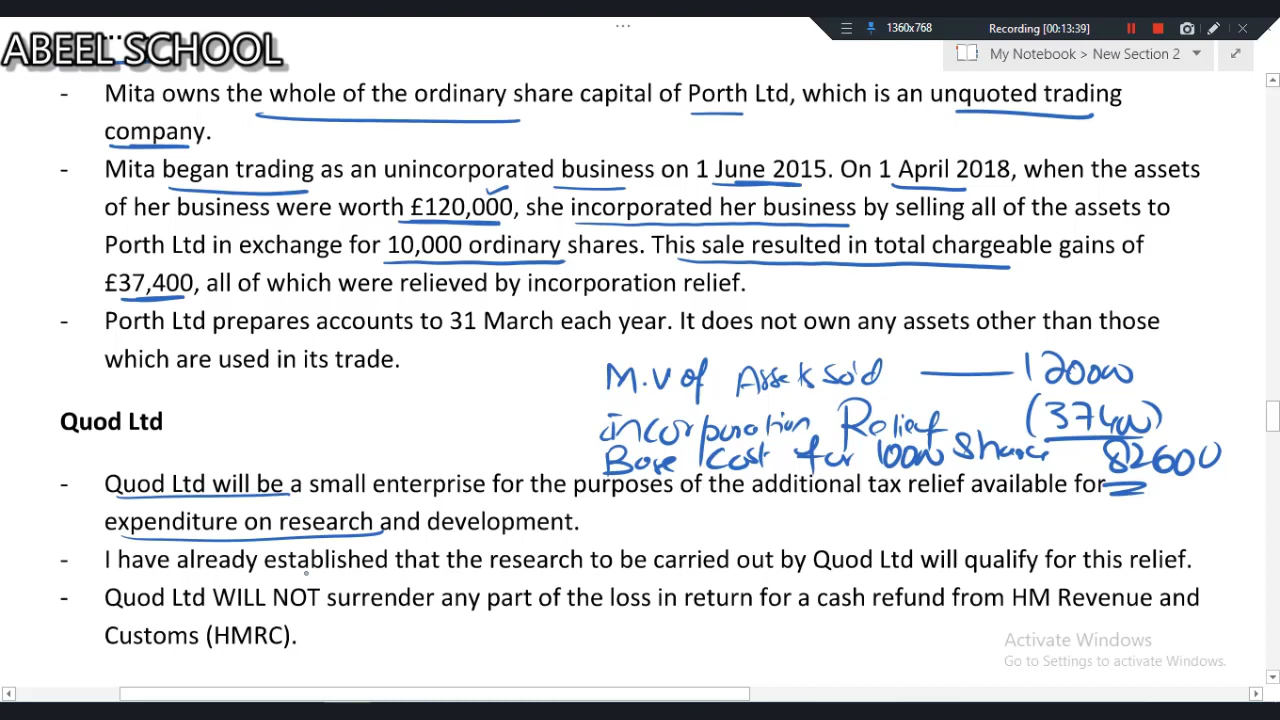 1360x768
Recording [00:13:39]
ABEEL SCHOOL
My Notebook > New Section 2
- Mita owns the whole of the ordinary share capital of Porth Ltd, which is an unquoted trading
company.
- Mita began trading as an unincorporated business on 1 June 2015. On 1 April 2018, when the assets
of her business were worth £120,000, she incorporated her business by selling all of the assets to
Porth Ltd in exchange for 10,000 ordinary shares. This sale resulted in total chargeable gains of
£37,400, all of which were relieved by incorporation relief.
- Porth Ltd prepares accounts to 31 March each year. It does not own any assets other than those
which are used in its trade.
M.V of Assets sold — 120000
incorporation Relief (37400)
Base Cost for 10000 Share 82600
Quod Ltd
- Quod Ltd will be a small enterprise for the purposes of the additional tax relief available for
expenditure on research and development.
- I have already established that the research to be carried out by Quod Ltd will qualify for this relief.
- Quod Ltd WILL NOT surrender any part of the loss in return for a cash refund from HM Revenue and
Customs (HMRC).
Activate Windows
Go to Settings to activate Windows.